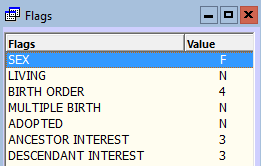 Flags
Flags Value
SEX F
LIVING N
BIRTH ORDER 4
MULTIPLE BIRTH N
ADOPTED N
ANCESTOR INTEREST 3
DESCENDANT INTEREST 3